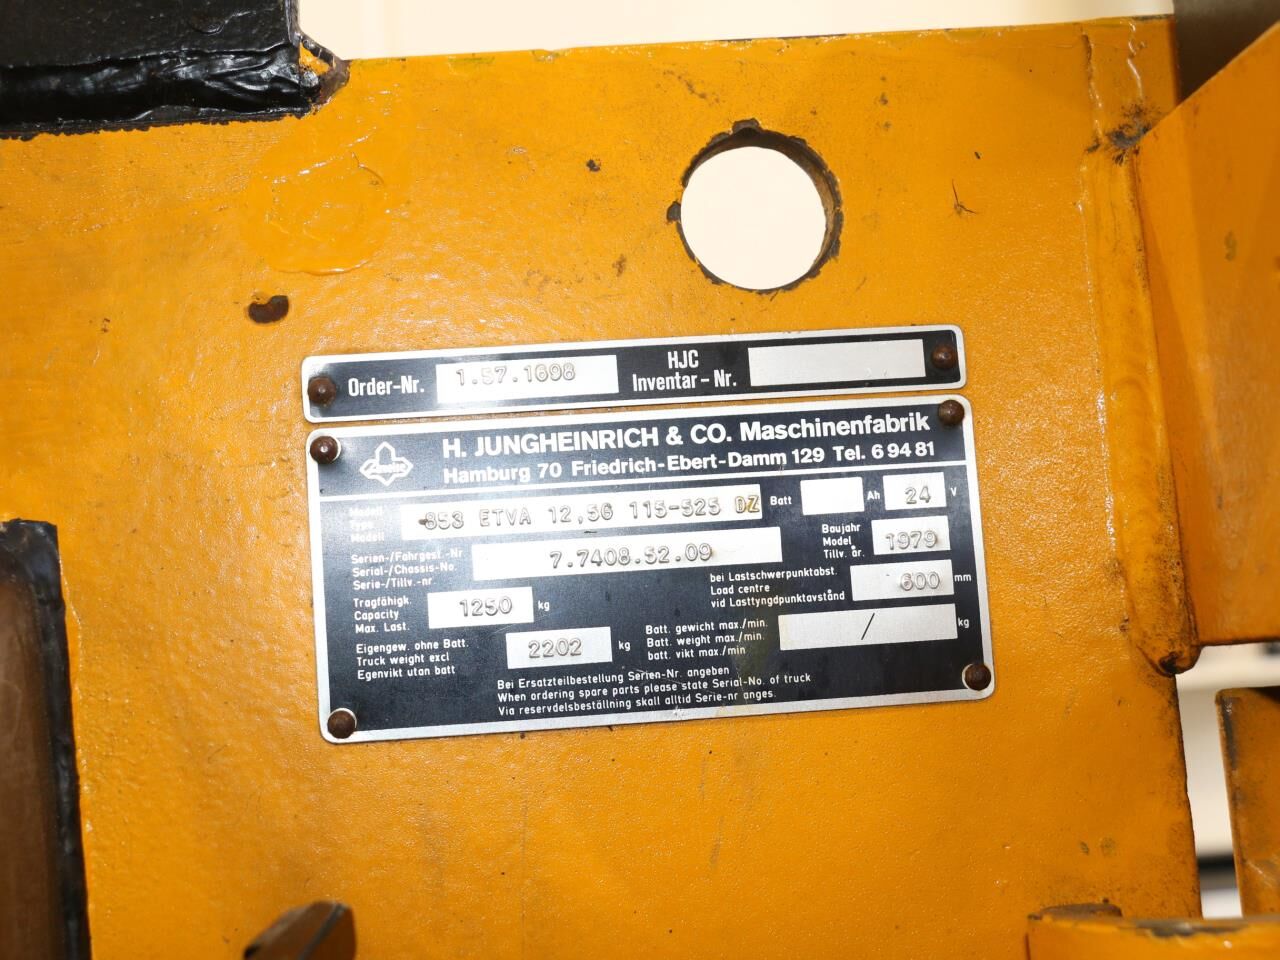 Order-Nr. 1.57.1698 HJC Inventar-Nr.
Ameise
H. JUNGHEINRICH & CO. Maschinenfabrik
Hamburg 70 Friedrich-Ebert-Damm 129 Tel. 6 94 81
Modell
Type
Modell
853 ETVA 12,5G 115-525 DZ
Batt Ah 24 V
Serien-/Fahrgest.-Nr
Serial-/Chassis-No.
Serie-/Tillv.-nr
7.7408.52.09
Baujahr
Model
Tillv. år.
1979
Tragfähigk.
Capacity
Max. Last.
1250 kg
bei Lastschwerpunktabst.
Load centre
vid Lasttyngdpunktavstånd
600 mm
Eigengew. ohne Batt.
Truck weight excl
Egenvikt utan batt
2202 kg
Batt. gewicht max./min.
Batt. weight max./min.
batt. vikt max./min
/ kg
Bei Ersatzteilbestellung Serien-Nr. angeben
When ordering spare parts please state Serial-No. of truck
Via reservdelsbeställning skall alltid Serie-nr anges.